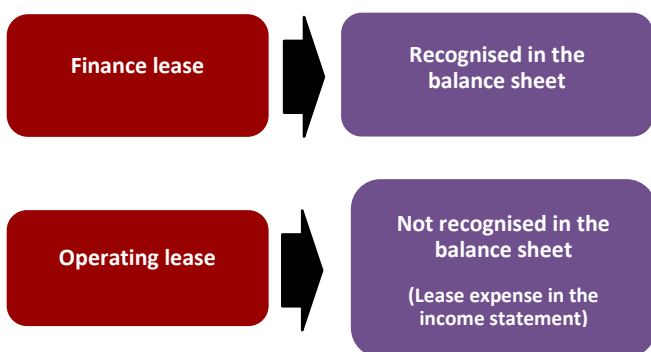 Finance lease
Recognised in the
balance sheet
Operating lease
Not recognised in the
balance sheet
(Lease expense in the
income statement)